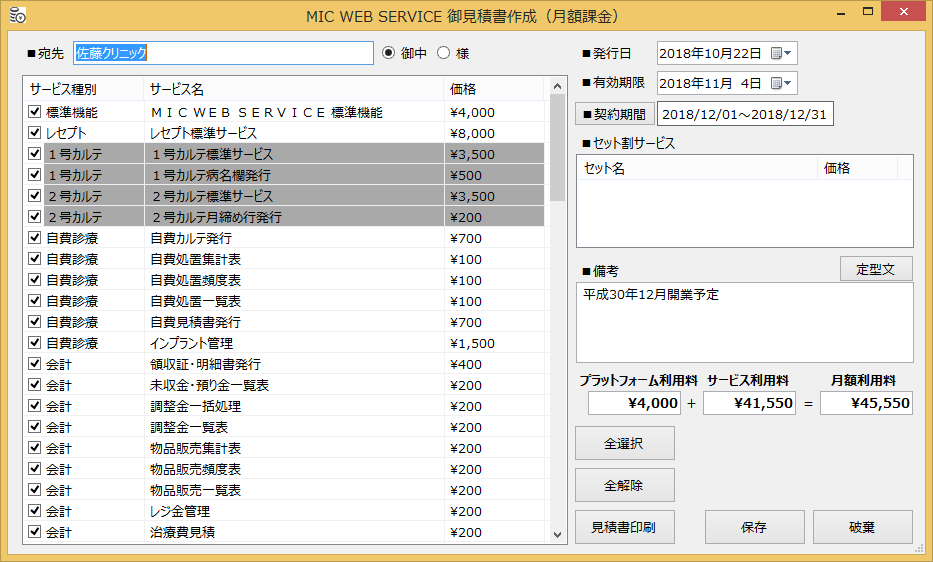 MIC WEB SERVICE 御見積書作成（月額課金）
■宛先 佐藤クリニック 御中 様
サービス種別 サービス名 価格
標準機能 ＭＩＣ ＷＥＢ ＳＥＲＶＩＣＥ 標準機能 ¥4,000
レセプト レセプト標準サービス ¥8,000
１号カルテ １号カルテ標準サービス ¥3,500
１号カルテ １号カルテ病名欄発行 ¥500
２号カルテ ２号カルテ標準サービス ¥3,500
２号カルテ ２号カルテ月締め行発行 ¥200
自費診療 自費カルテ発行 ¥700
自費診療 自費処置集計表 ¥100
自費診療 自費処置頻度表 ¥100
自費診療 自費処置一覧表 ¥100
自費診療 自費見積書発行 ¥700
自費診療 インプラント管理 ¥1,500
会計 領収証・明細書発行 ¥400
会計 未収金・預り金一覧表 ¥200
会計 調整金一括処理 ¥200
会計 調整金一覧表 ¥200
会計 物品販売集計表 ¥200
会計 物品販売頻度表 ¥200
会計 物品販売一覧表 ¥200
会計 レジ金管理 ¥200
会計 治療費見積 ¥200
■発行日 2018年10月22日
■有効期限 2018年11月 4日
■契約期間 2018/12/01～2018/12/31
■セット割サービス
セット名 価格
■備考 定型文
平成30年12月開業予定
プラットフォーム利用料 サービス利用料 月額利用料
¥4,000 + ¥41,550 = ¥45,550
全選択
全解除
見積書印刷 保存 破棄